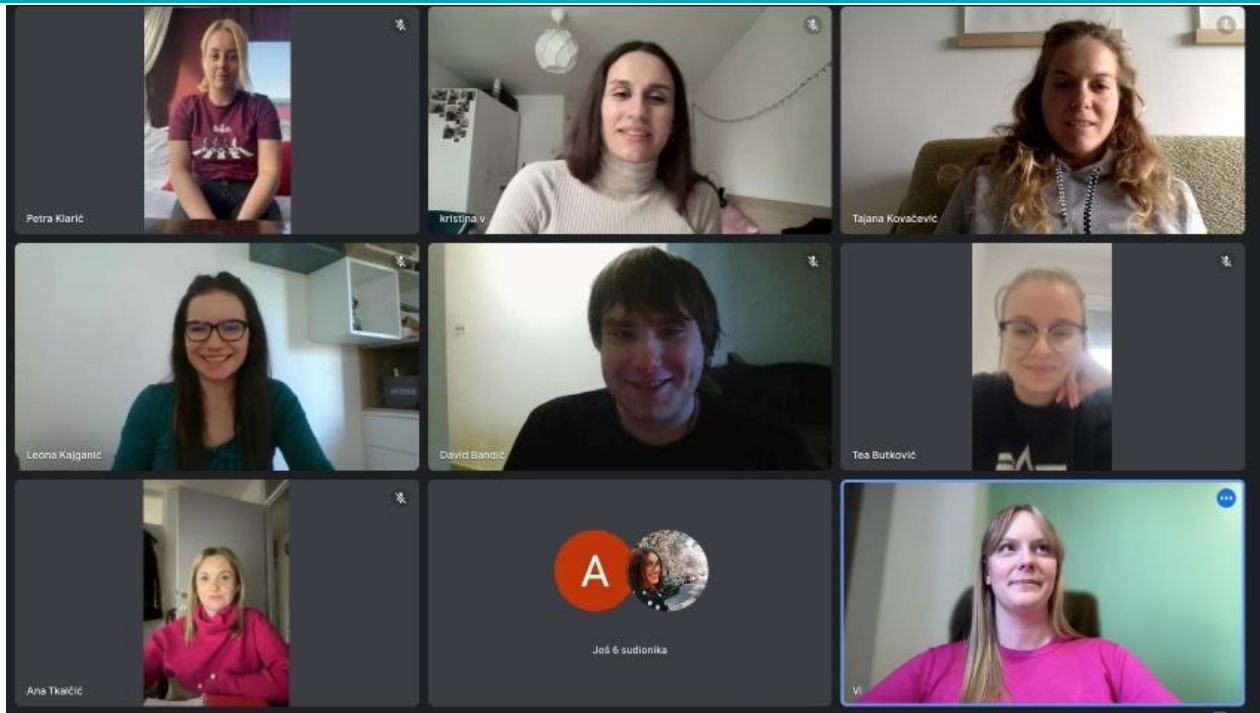 Petra Klarić
kristina v
Tajana Kovačević
Leona Kajganić
David Bandić
Tea Butković
Ana Tkalčić
A
Još 6 sudionika
Vi